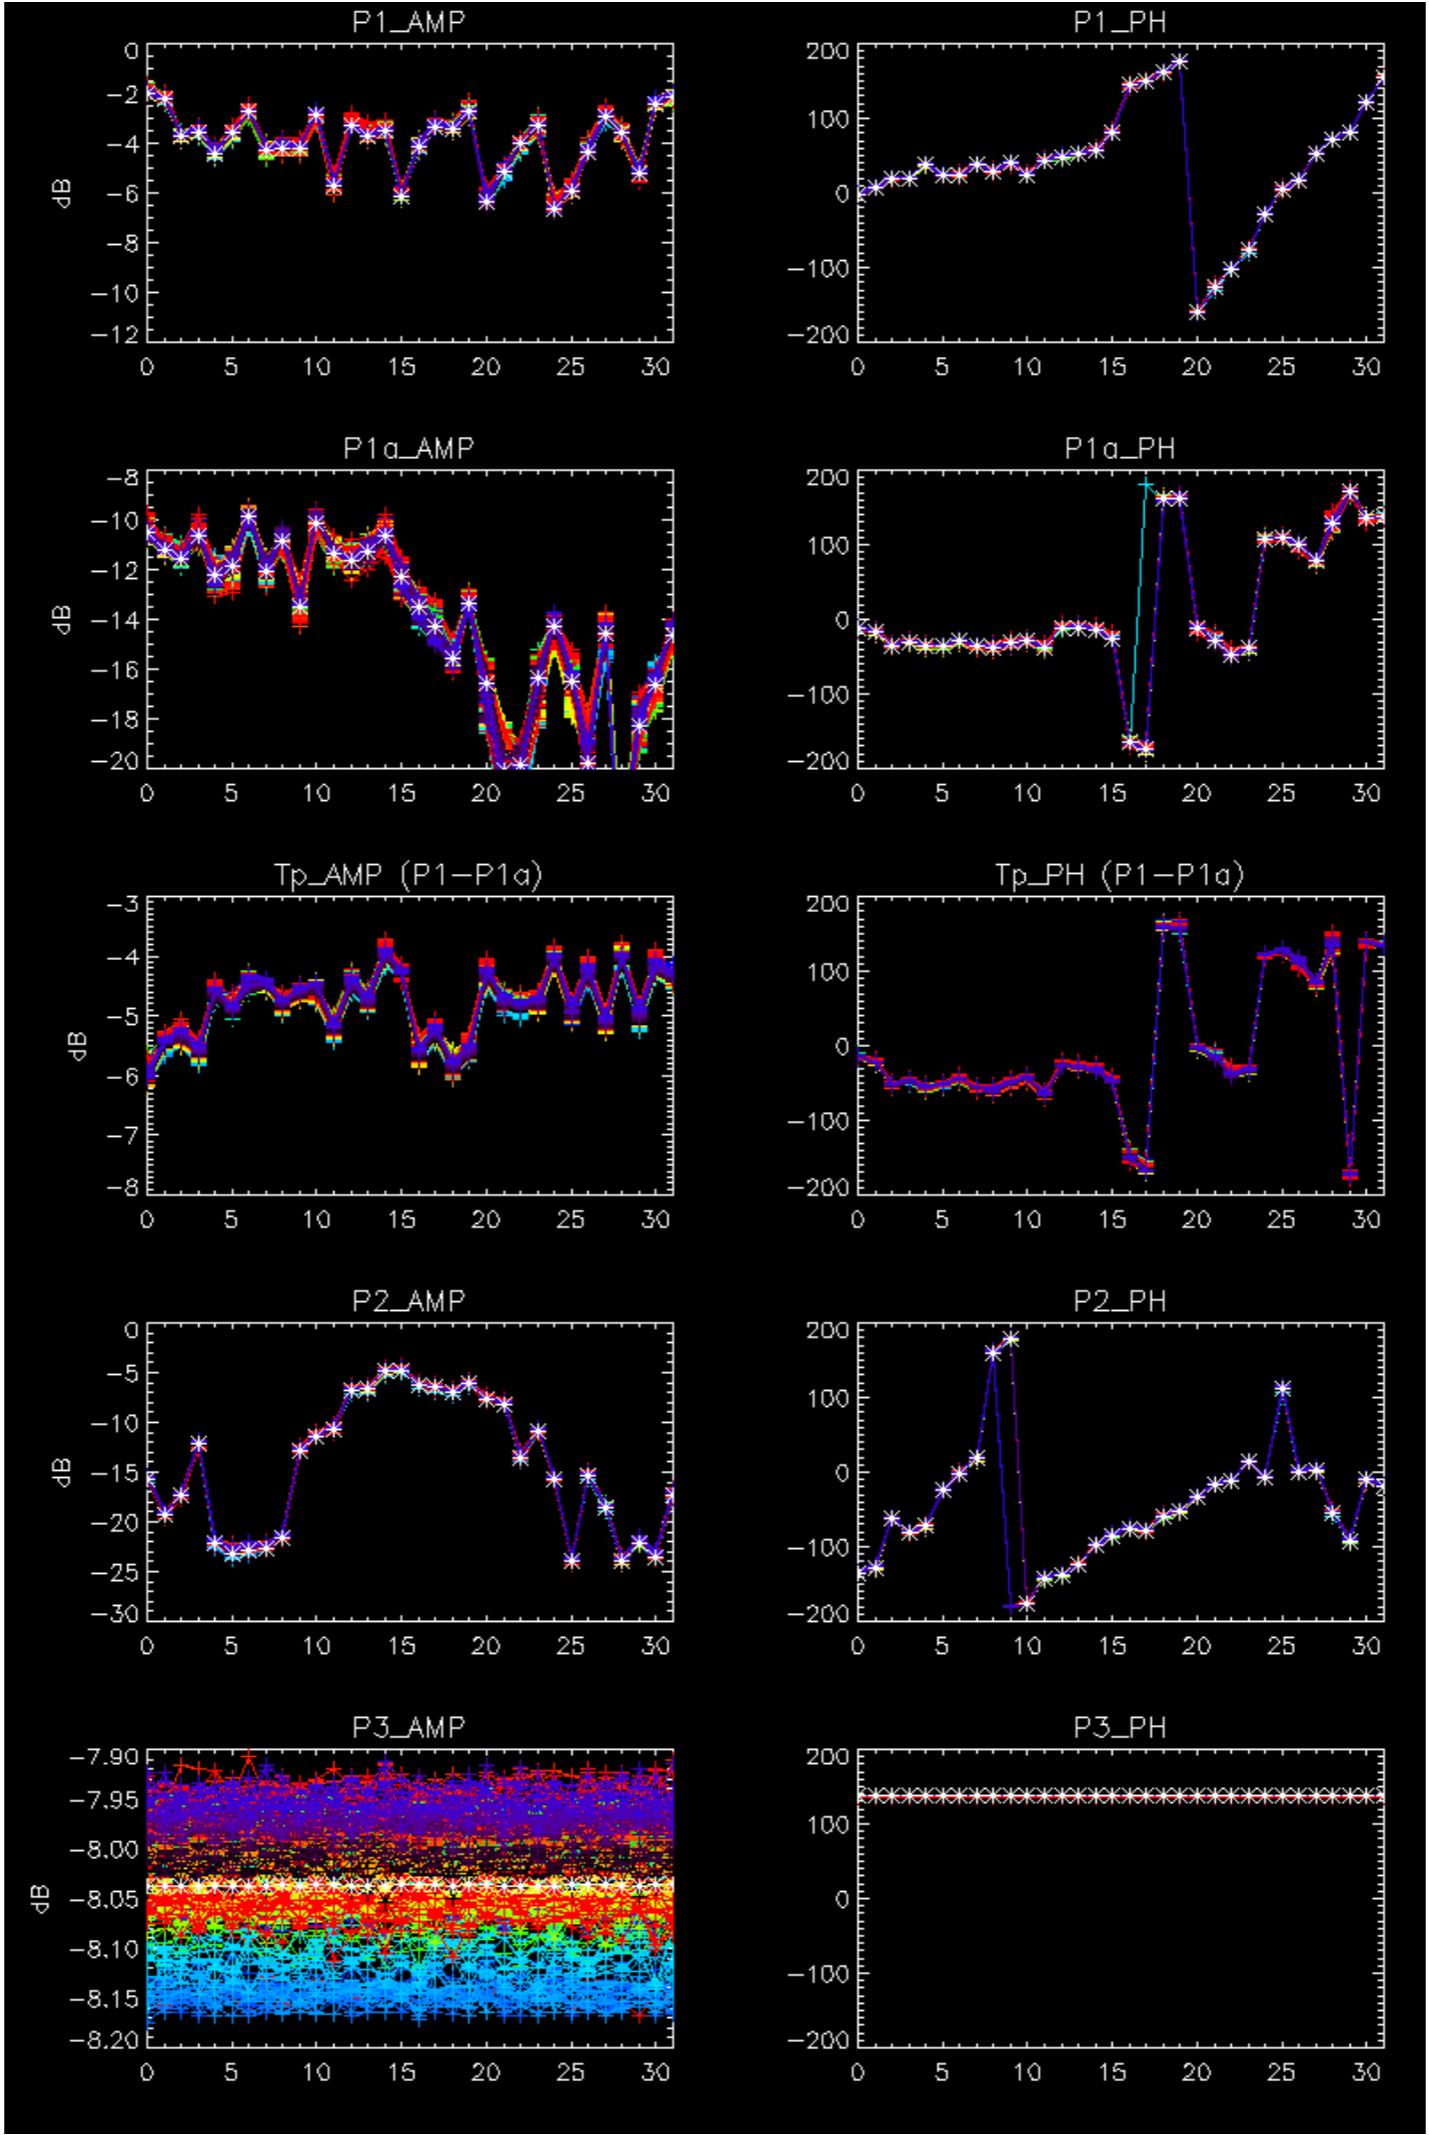 P1_AMP P1_PH
0 200
-2
100
-4
dB -6 0
-8
-100
-10
-12 -200
0 5 10 15 20 25 30 0 5 10 15 20 25 30
P1a_AMP P1a_PH
-8 200
-10
100
-12
dB -14 0
-16
-100
-18
-20 -200
0 5 10 15 20 25 30 0 5 10 15 20 25 30
Tp_AMP (P1-P1a) Tp_PH (P1-P1a)
-3 200
-4 100
-5
dB 0
-6
-7 -100
-8 -200
0 5 10 15 20 25 30 0 5 10 15 20 25 30
P2_AMP P2_PH
0 200
-5
100
-10
dB -15 0
-20
-100
-25
-30 -200
0 5 10 15 20 25 30 0 5 10 15 20 25 30
P3_AMP P3_PH
-7.90 200
-7.95
100
-8.00
dB -8.05 0
-8.10
-100
-8.15
-8.20 -200
0 5 10 15 20 25 30 0 5 10 15 20 25 30